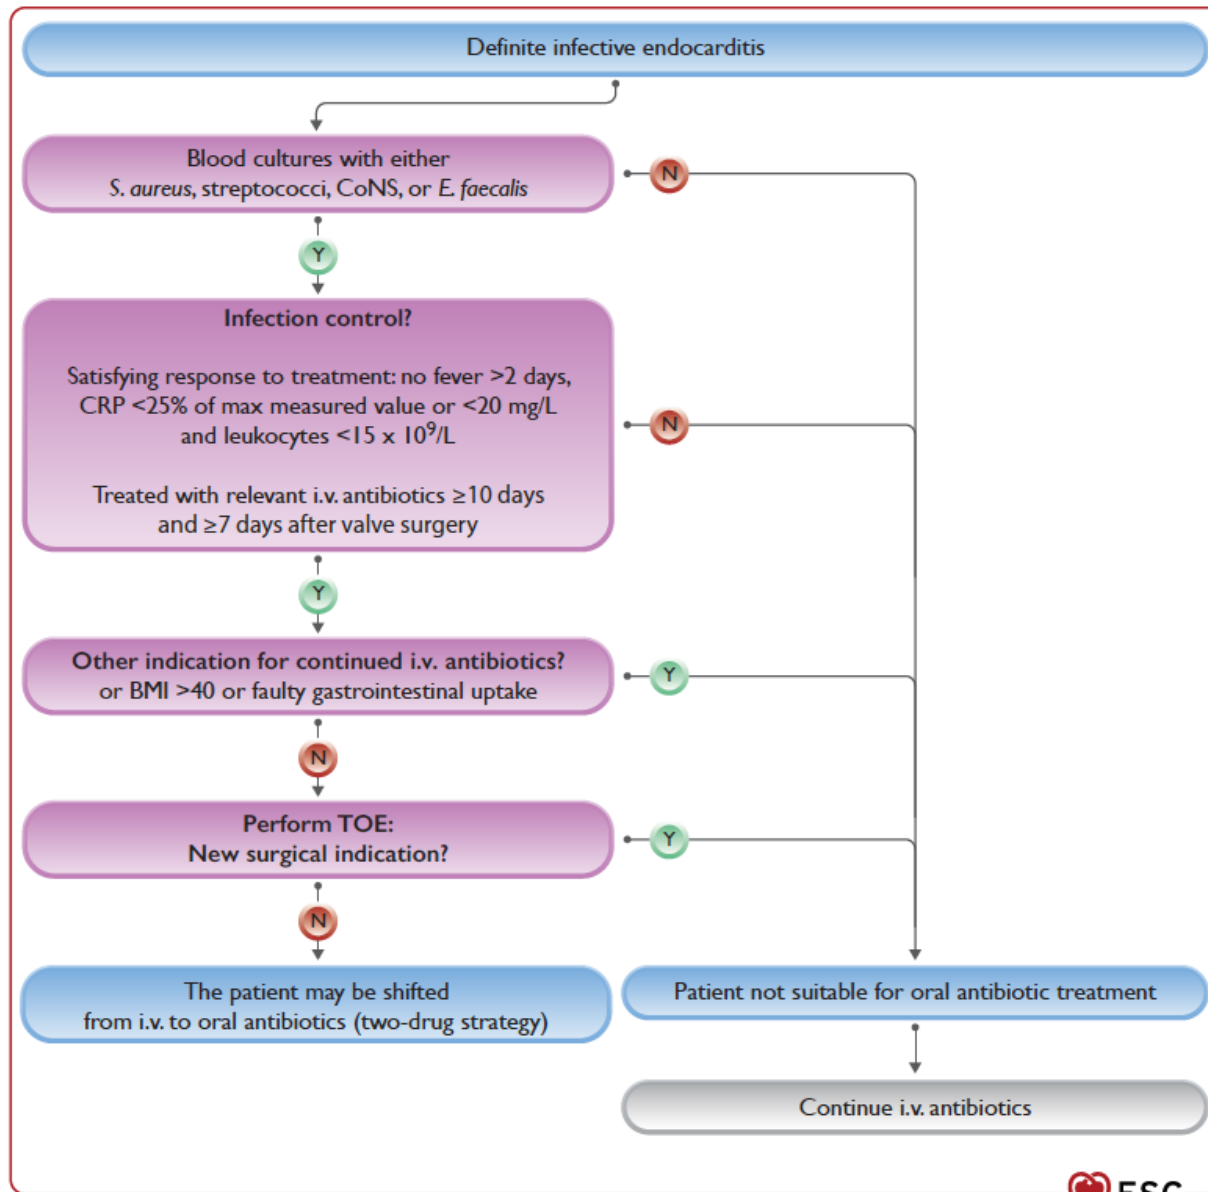 Definite infective endocarditis
Blood cultures with either
S. aureus, streptococci, CoNS, or E. faecalis
N
Y
Infection control?
Satisfying response to treatment: no fever >2 days,
CRP <25% of max measured value or <20 mg/L
and leukocytes <15 x 10⁹/L
N
Treated with relevant i.v. antibiotics ≥10 days
and ≥7 days after valve surgery
Y
Other indication for continued i.v. antibiotics?
or BMI >40 or faulty gastrointestinal uptake
Y
N
Perform TOE:
New surgical indication?
Y
N
The patient may be shifted
from i.v. to oral antibiotics (two-drug strategy)
Patient not suitable for oral antibiotic treatment
Continue i.v. antibiotics
ESC